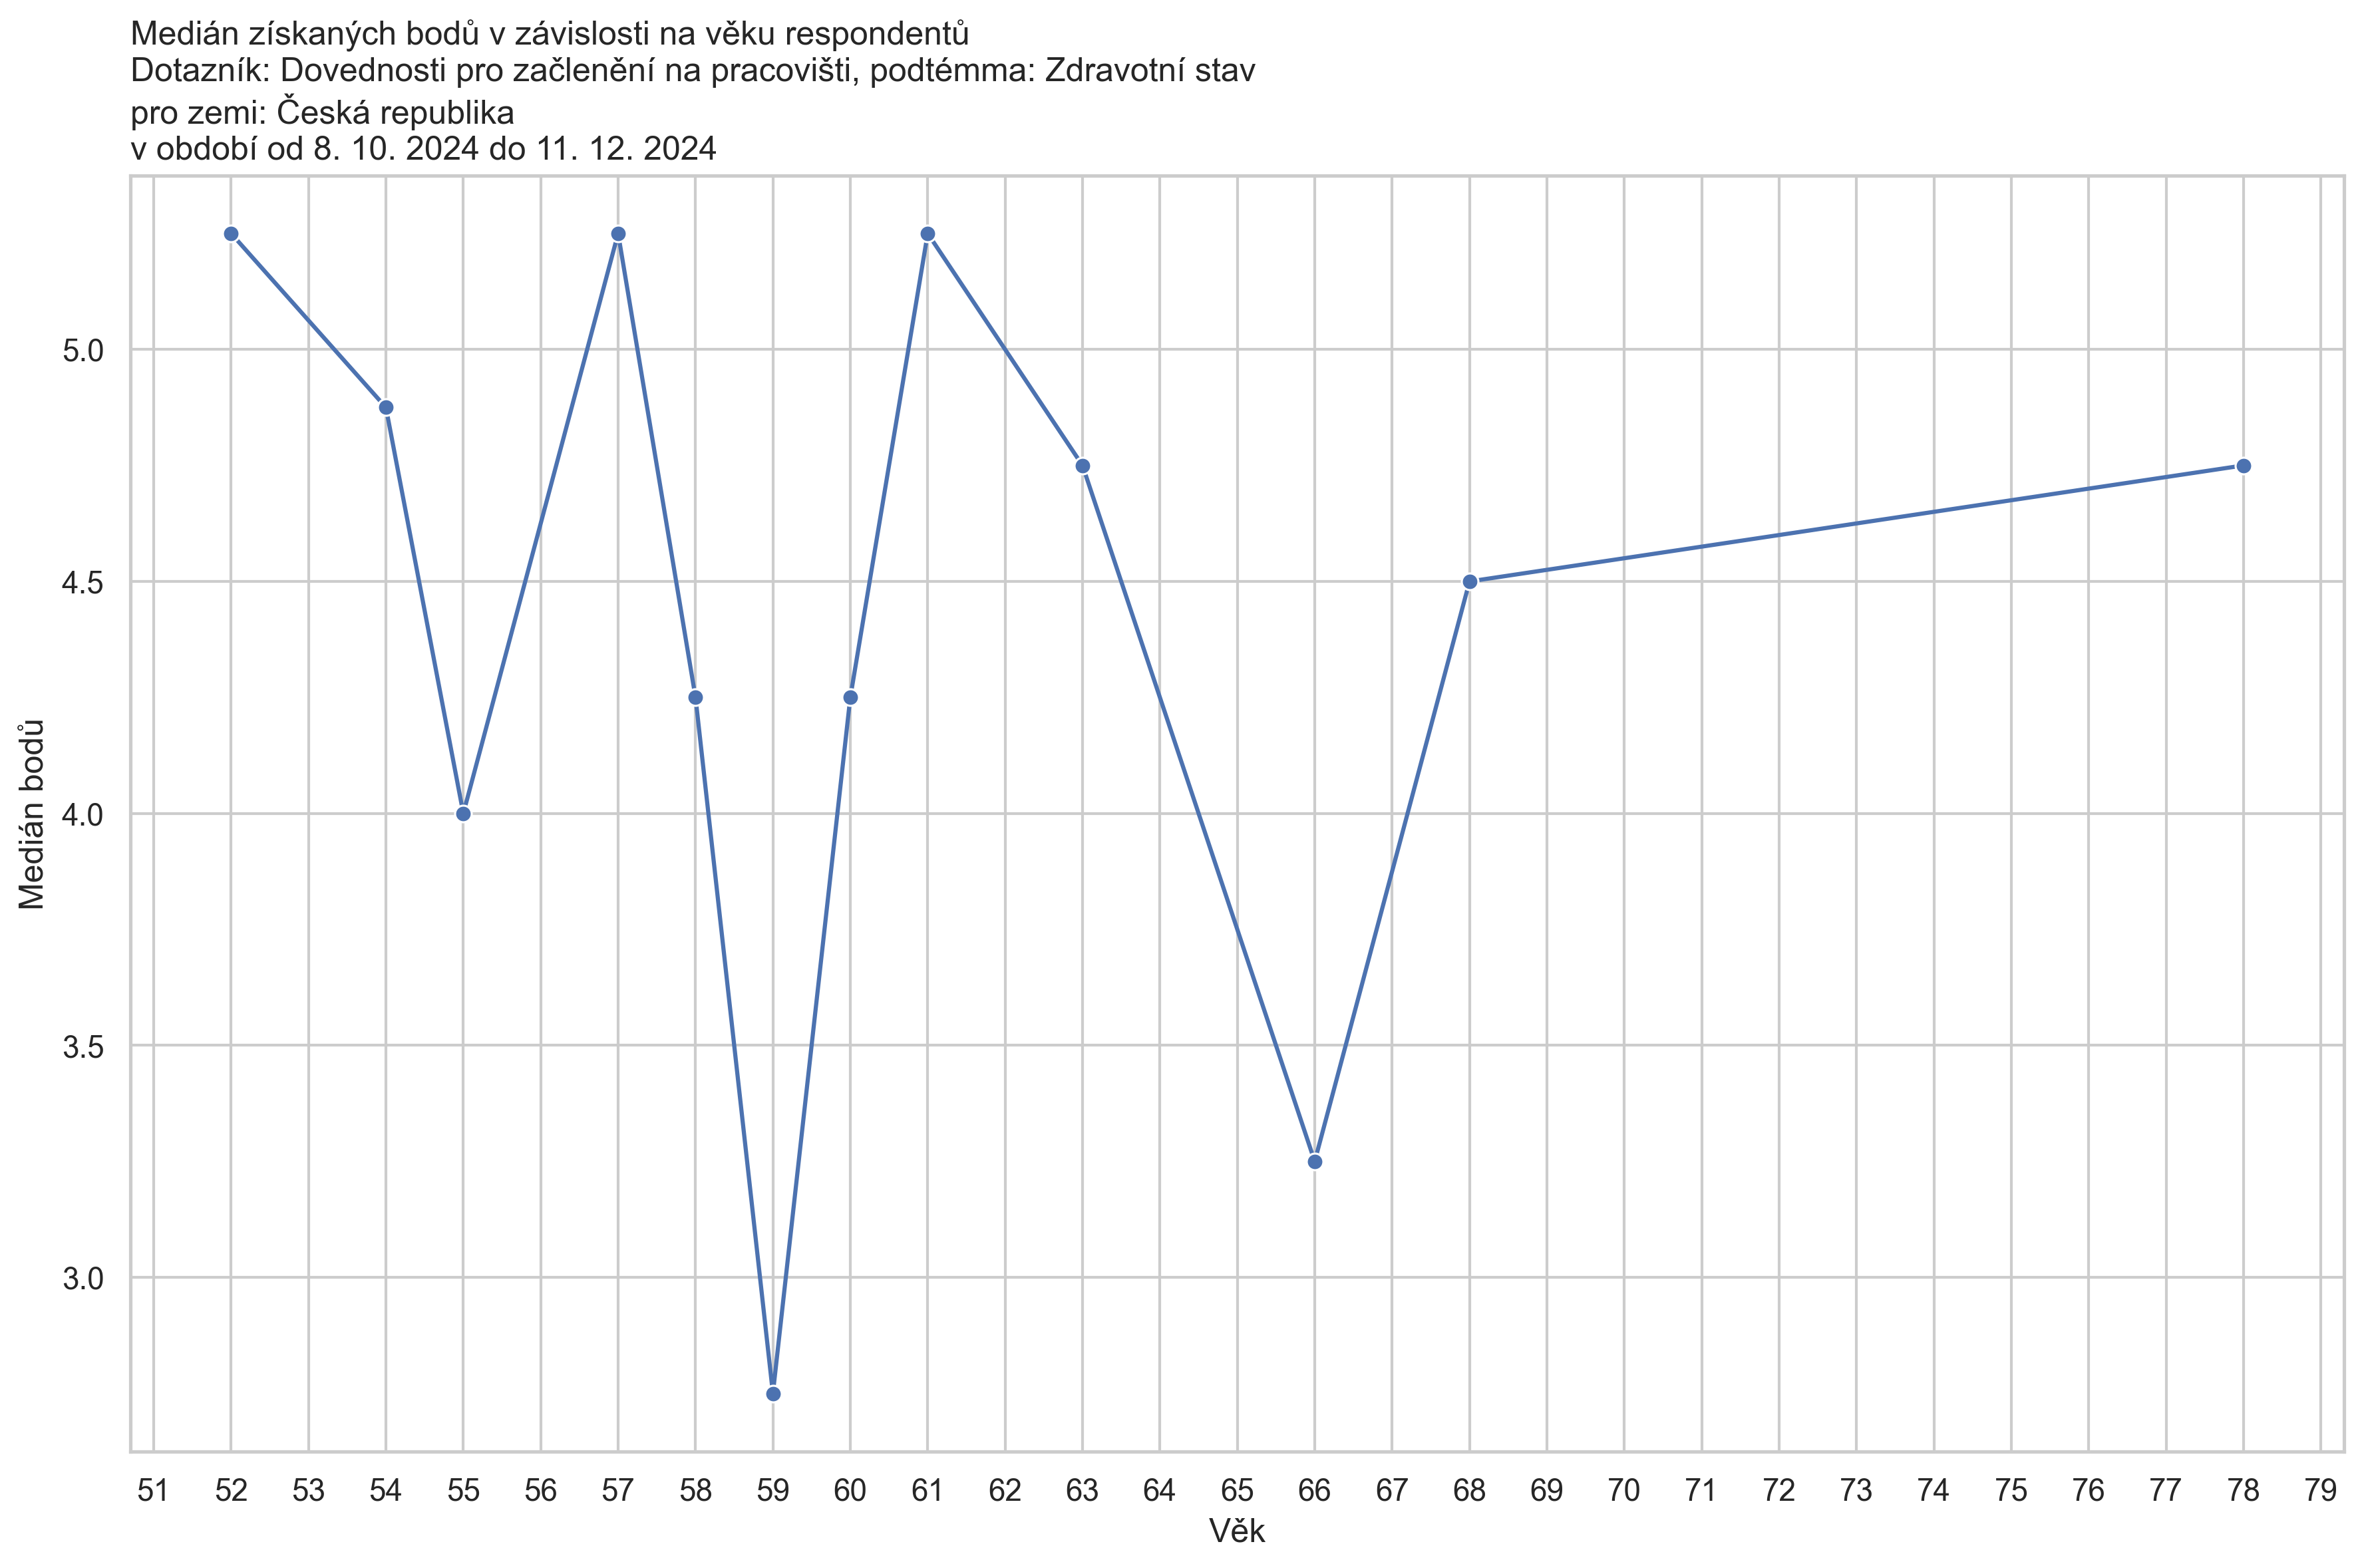 Medián získaných bodů v závislosti na věku respondentů
Dotazník: Dovednosti pro začlenění na pracovišti, podtémma: Zdravotní stav
pro zemi: Česká republika
v období od 8. 10. 2024 do 11. 12. 2024
Medián bodů
5.0
4.5
4.0
3.5
3.0
51 52 53 54 55 56 57 58 59 60 61 62 63 64 65 66 67 68 69 70 71 72 73 74 75 76 77 78 79
Věk